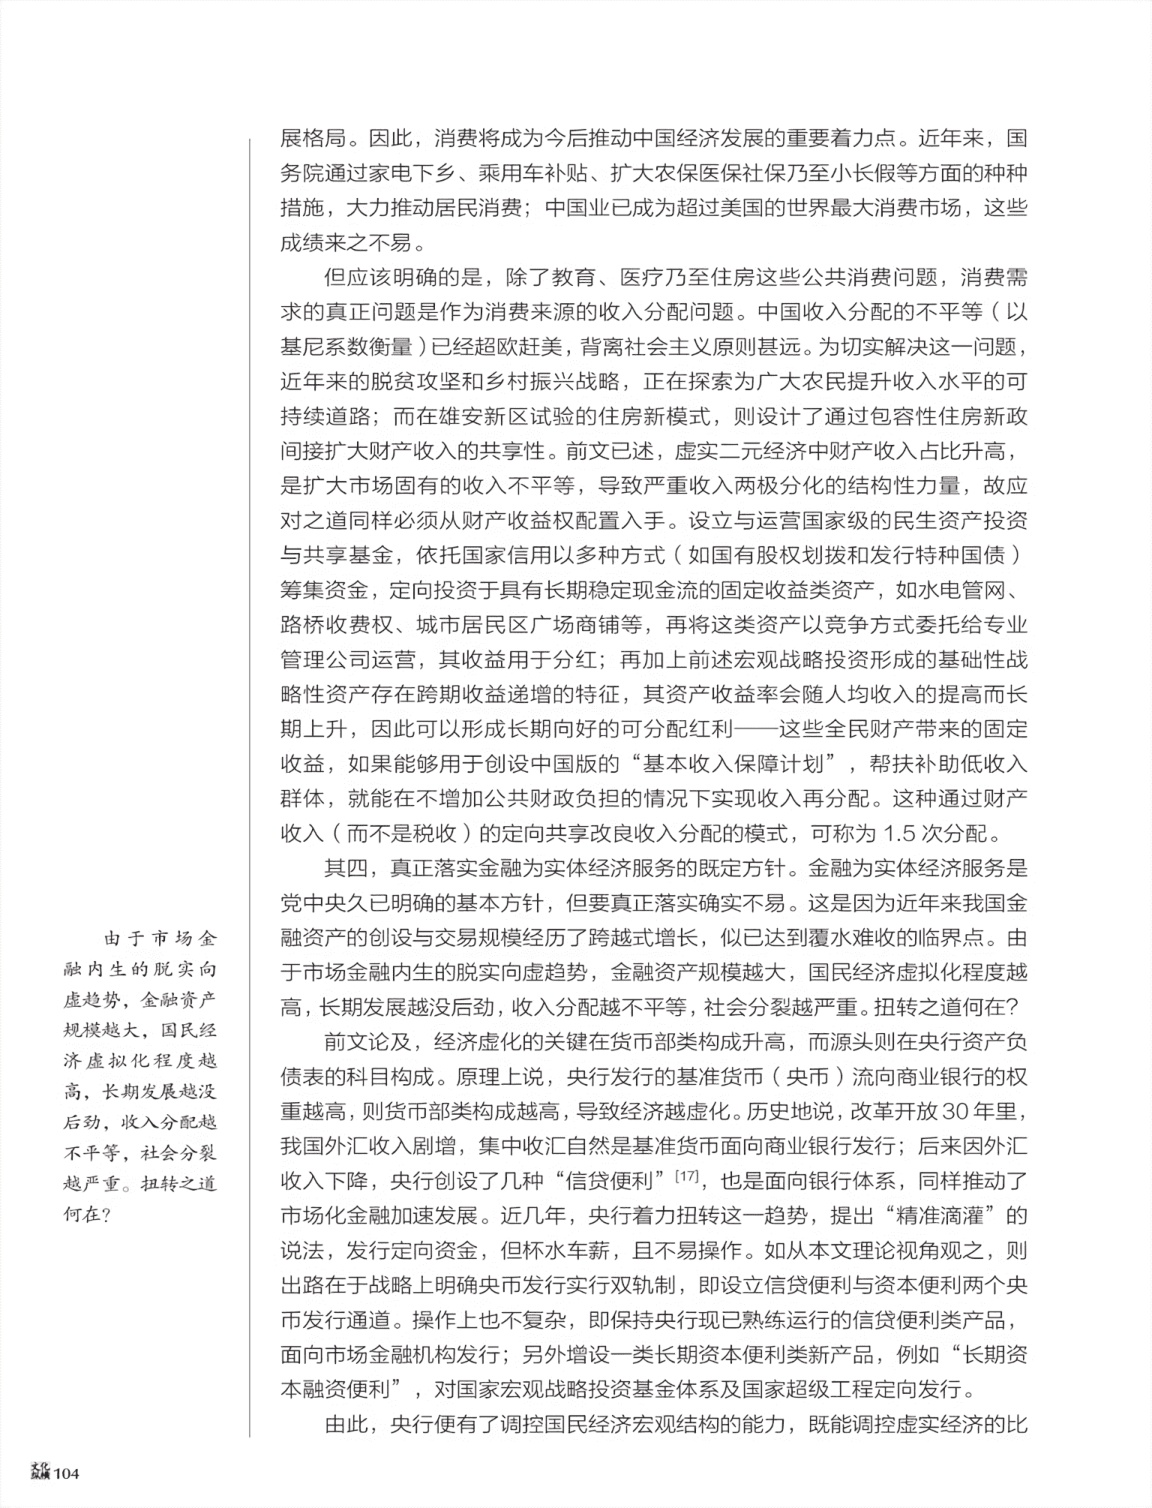 展格局。因此，消费将成为今后推动中国经济发展的重要着力点。近年来，国
务院通过家电下乡、乘用车补贴、扩大农保医保社保乃至小长假等方面的种种
措施，大力推动居民消费；中国业已成为超过美国的世界最大消费市场，这些
成绩来之不易。
但应该明确的是，除了教育、医疗乃至住房这些公共消费问题，消费需
求的真正问题是作为消费来源的收入分配问题。中国收入分配的不平等（以
基尼系数衡量）已经超欧赶美，背离社会主义原则甚远。为切实解决这一问题，
近年来的脱贫攻坚和乡村振兴战略，正在探索为广大农民提升收入水平的可
持续道路；而在雄安新区试验的住房新模式，则设计了通过包容性住房新政
间接扩大财产收入的共享性。前文已述，虚实二元经济中财产收入占比升高，
是扩大市场固有的收入不平等，导致严重收入两极分化的结构性力量，故应
对之道同样必须从财产收益权配置入手。设立与运营国家级的民生资产投资
与共享基金，依托国家信用以多种方式（如国有股权划拨和发行特种国债）
筹集资金，定向投资于具有长期稳定现金流的固定收益类资产，如水电管网、
路桥收费权、城市居民区广场商铺等，再将这类资产以竞争方式委托给专业
管理公司运营，其收益用于分红；再加上前述宏观战略投资形成的基础性战
略性资产存在跨期收益递增的特征，其资产收益率会随人均收入的提高而长
期上升，因此可以形成长期向好的可分配红利——这些全民财产带来的固定
收益，如果能够用于创设中国版的“基本收入保障计划”，帮扶补助低收入
群体，就能在不增加公共财政负担的情况下实现收入再分配。这种通过财产
收入（而不是税收）的定向共享改良收入分配的模式，可称为 1.5 次分配。
其四，真正落实金融为实体经济服务的既定方针。金融为实体经济服务是
党中央久已明确的基本方针，但要真正落实确实不易。这是因为近年来我国金
融资产的创设与交易规模经历了跨越式增长，似已达到覆水难收的临界点。由
于市场金融内生的脱实向虚趋势，金融资产规模越大，国民经济虚拟化程度越
高，长期发展越没后劲，收入分配越不平等，社会分裂越严重。扭转之道何在？
前文论及，经济虚化的关键在货币部类构成升高，而源头则在央行资产负
债表的科目构成。原理上说，央行发行的基准货币（央币）流向商业银行的权
重越高，则货币部类构成越高，导致经济越虚化。历史地说，改革开放 30 年里，
我国外汇收入剧增，集中收汇自然是基准货币面向商业银行发行；后来因外汇
收入下降，央行创设了几种“信贷便利”[17]，也是面向银行体系，同样推动了
市场化金融加速发展。近几年，央行着力扭转这一趋势，提出“精准滴灌”的
说法，发行定向资金，但杯水车薪，且不易操作。如从本文理论视角观之，则
出路在于战略上明确央币发行实行双轨制，即设立信贷便利与资本便利两个央
币发行通道。操作上也不复杂，即保持央行现已熟练运行的信贷便利类产品，
面向市场金融机构发行；另外增设一类长期资本便利类新产品，例如“长期资
本融资便利”，对国家宏观战略投资基金体系及国家超级工程定向发行。
由此，央行便有了调控国民经济宏观结构的能力，既能调控虚实经济的比
由于市场金
融内生的脱实向
虚趋势，金融资产
规模越大，国民经
济虚拟化程度越
高，长期发展越没
后劲，收入分配越
不平等，社会分裂
越严重。扭转之道
何在？
文化纵横 104